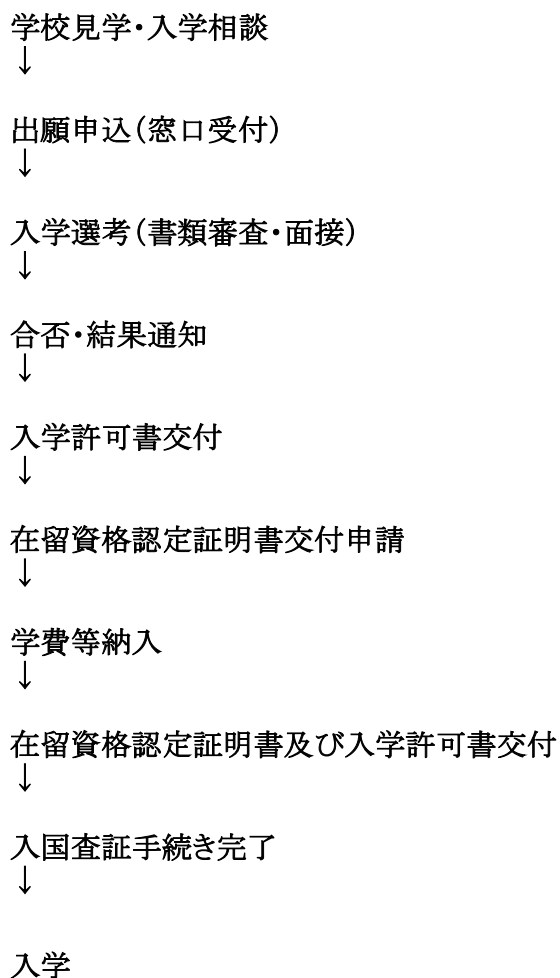 学校見学・入学相談
↓
出願申込(窓口受付)
↓
入学選考(書類審査・面接)
↓
合否・結果通知
↓
入学許可書交付
↓
在留資格認定証明書交付申請
↓
学費等納入
↓
在留資格認定証明書及び入学許可書交付
↓
入国査証手続き完了
↓
入学